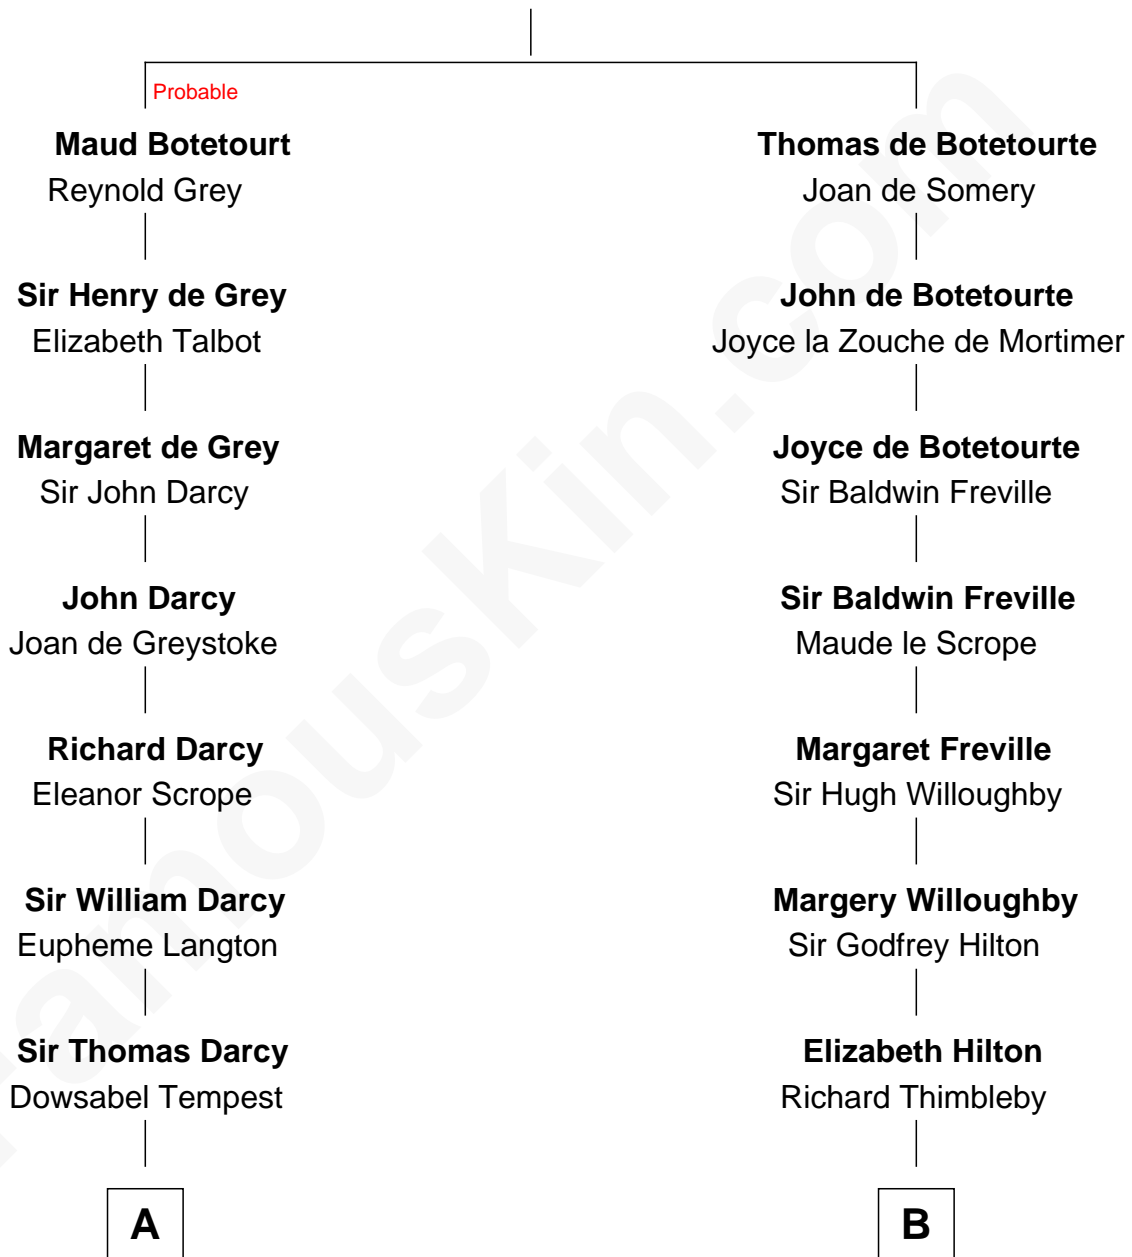 Probable
Maud Botetourt
Reynold Grey
Thomas de Botetourte
Joan de Somery
Sir Henry de Grey
Elizabeth Talbot
John de Botetourte
Joyce la Zouche de Mortimer
Margaret de Grey
Sir John Darcy
Joyce de Botetourte
Sir Baldwin Freville
John Darcy
Joan de Greystoke
Sir Baldwin Freville
Maude le Scrope
Richard Darcy
Eleanor Scrope
Margaret Freville
Sir Hugh Willoughby
Sir William Darcy
Eupheme Langton
Margery Willoughby
Sir Godfrey Hilton
Sir Thomas Darcy
Dowsabel Tempest
Elizabeth Hilton
Richard Thimbleby
A
B
FamousKin.com